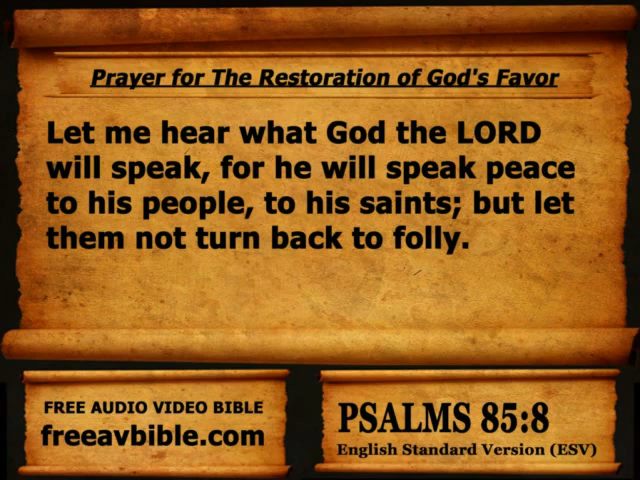 Prayer for The Restoration of God's Favor
Let me hear what God the LORD
will speak, for he will speak peace
to his people, to his saints; but let
them not turn back to folly.
FREE AUDIO VIDEO BIBLE
freeavbible.com
PSALMS 85:8
English Standard Version (ESV)